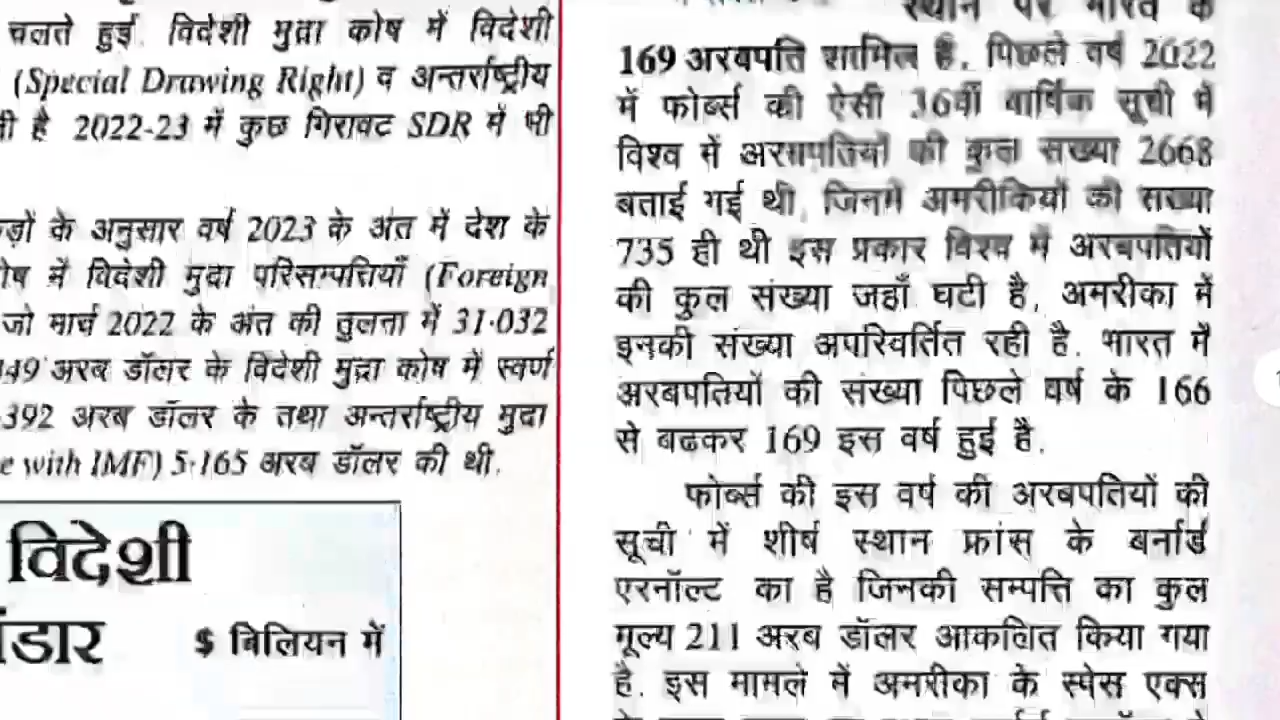 चलते हुई. विदेशी मुद्रा कोष में विदेशी
(Special Drawing Right) व अन्तर्राष्ट्रीय
है 2022-23 में कुछ गिरावट SDR में भी
के अनुसार वर्ष 2023 के अंत में देश के
में विदेशी मुद्रा परिसम्पत्तियाँ (Foreign
जो मार्च 2022 के अंत की तुलना में 31·032
अरब डॉलर के विदेशी मुद्रा कोष में स्वर्ण
392 अरब डॉलर के तथा अन्तर्राष्ट्रीय मुद्रा
with IMF) 5·165 अरब डॉलर की थी.
विदेशी
$ बिलियन में
स्थान पर भारत के
169 अरबपति शामिल हैं. पिछले वर्ष 2022
में फोर्ब्स की ऐसी 36वीं वार्षिक सूची में
विश्व में अरबपतियों की कुल संख्या 2668
बताई गई थी, जिनमें अमरीकियों की संख्या
735 ही थी इस प्रकार विश्व में अरबपतियों
की कुल संख्या जहाँ घटी है, अमरीका में
इनकी संख्या अपरिवर्तित रही है. भारत में
अरबपतियों की संख्या पिछले वर्ष के 166
से बढकर 169 इस वर्ष हुई है.
फोर्ब्स की इस वर्ष की अरबपतियों की
सूची में शीर्ष स्थान फ्रांस के बर्नार्ड
एरनॉल्ट का है जिनकी सम्पत्ति का कुल
मूल्य 211 अरब डॉलर आकलित किया गया
है. इस मामले में अमरीका के स्पेस एक्स